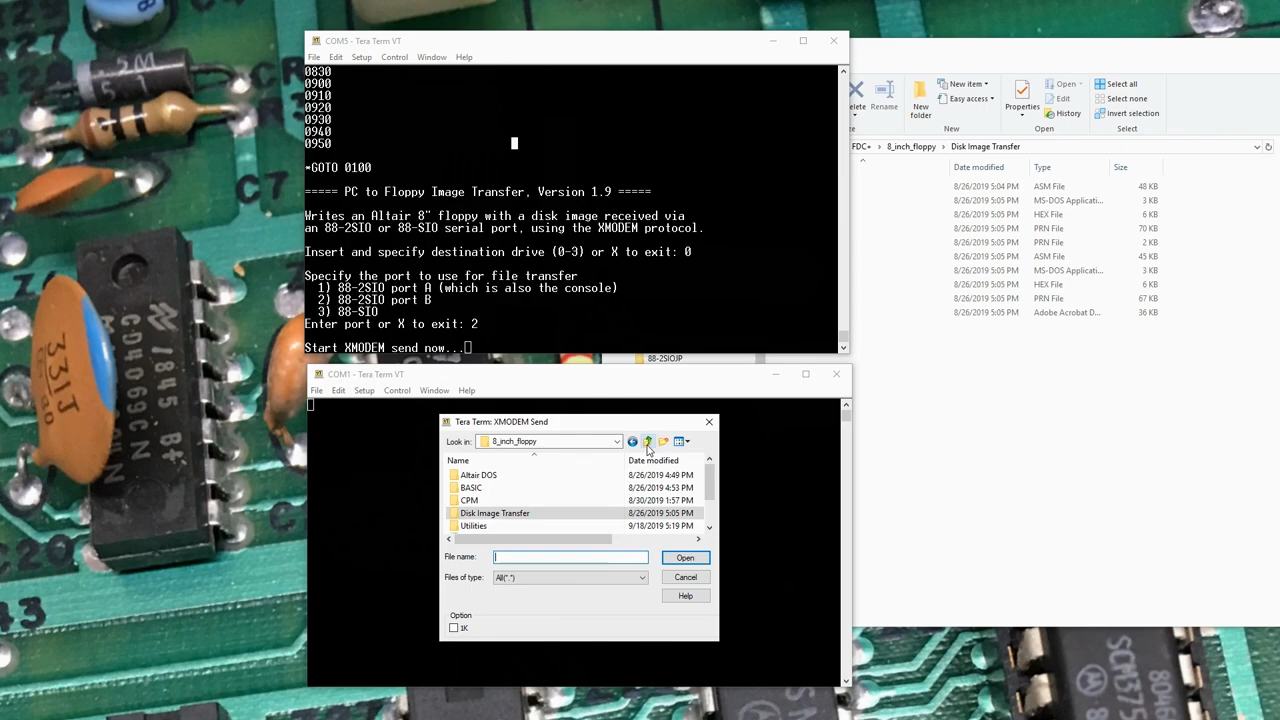 COM5 - Tera Term VT
File Edit Setup Control Window Help
0830
0900
0910
0920
0930
0940
0950
*GOTO 0100
===== PC to Floppy Image Transfer, Version 1.9 =====
Writes an Altair 8" floppy with a disk image received via
an 88-2SIO or 88-SIO serial port, using the XMODEM protocol.
Insert and specify destination drive (0-3) or X to exit: 0
Specify the port to use for file transfer
1) 88-2SIO port A (which is also the console)
2) 88-2SIO port B
3) 88-SIO
Enter port or X to exit: 2
Start XMODEM send now...
88-2SIOJP
COM1 - Tera Term VT
File Edit Setup Control Window Help
Tera Term: XMODEM Send
Look in: 8_inch_floppy
Name Date modified
Altair DOS 8/26/2019 4:49 PM
BASIC 8/26/2019 4:53 PM
CPM 8/30/2019 1:57 PM
Disk Image Transfer 8/26/2019 5:05 PM
Utilities 9/18/2019 5:19 PM
File name: Open
Files of type: All(*.*) Cancel
Help
Option
1K
New item Open Select all
Easy access Edit Select none
Rename New folder Properties History Invert selection
New Open Select
FDC+ > 8_inch_floppy > Disk Image Transfer
Date modified Type Size
8/26/2019 5:04 PM ASM File 48 KB
8/26/2019 5:05 PM MS-DOS Applicati... 3 KB
8/26/2019 5:05 PM HEX File 6 KB
8/26/2019 5:05 PM PRN File 70 KB
8/26/2019 5:05 PM PRN File 2 KB
8/26/2019 5:05 PM ASM File 45 KB
8/26/2019 5:05 PM MS-DOS Applicati... 3 KB
8/26/2019 5:05 PM HEX File 6 KB
8/26/2019 5:05 PM PRN File 67 KB
8/26/2019 5:05 PM Adobe Acrobat D... 36 KB
331J
CD4069CN